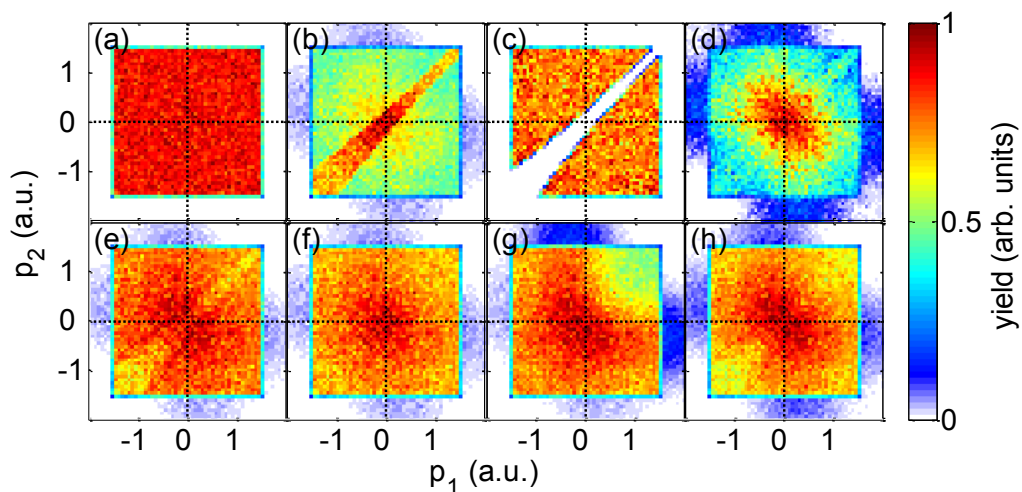 (a) (b) (c) (d)
1
0
-1
(e) (f) (g) (h)
1
0
-1
-1 0 1 -1 0 1 -1 0 1 -1 0 1
p1 (a.u.)
p2 (a.u.)
1
0.5
0
yield (arb. units)